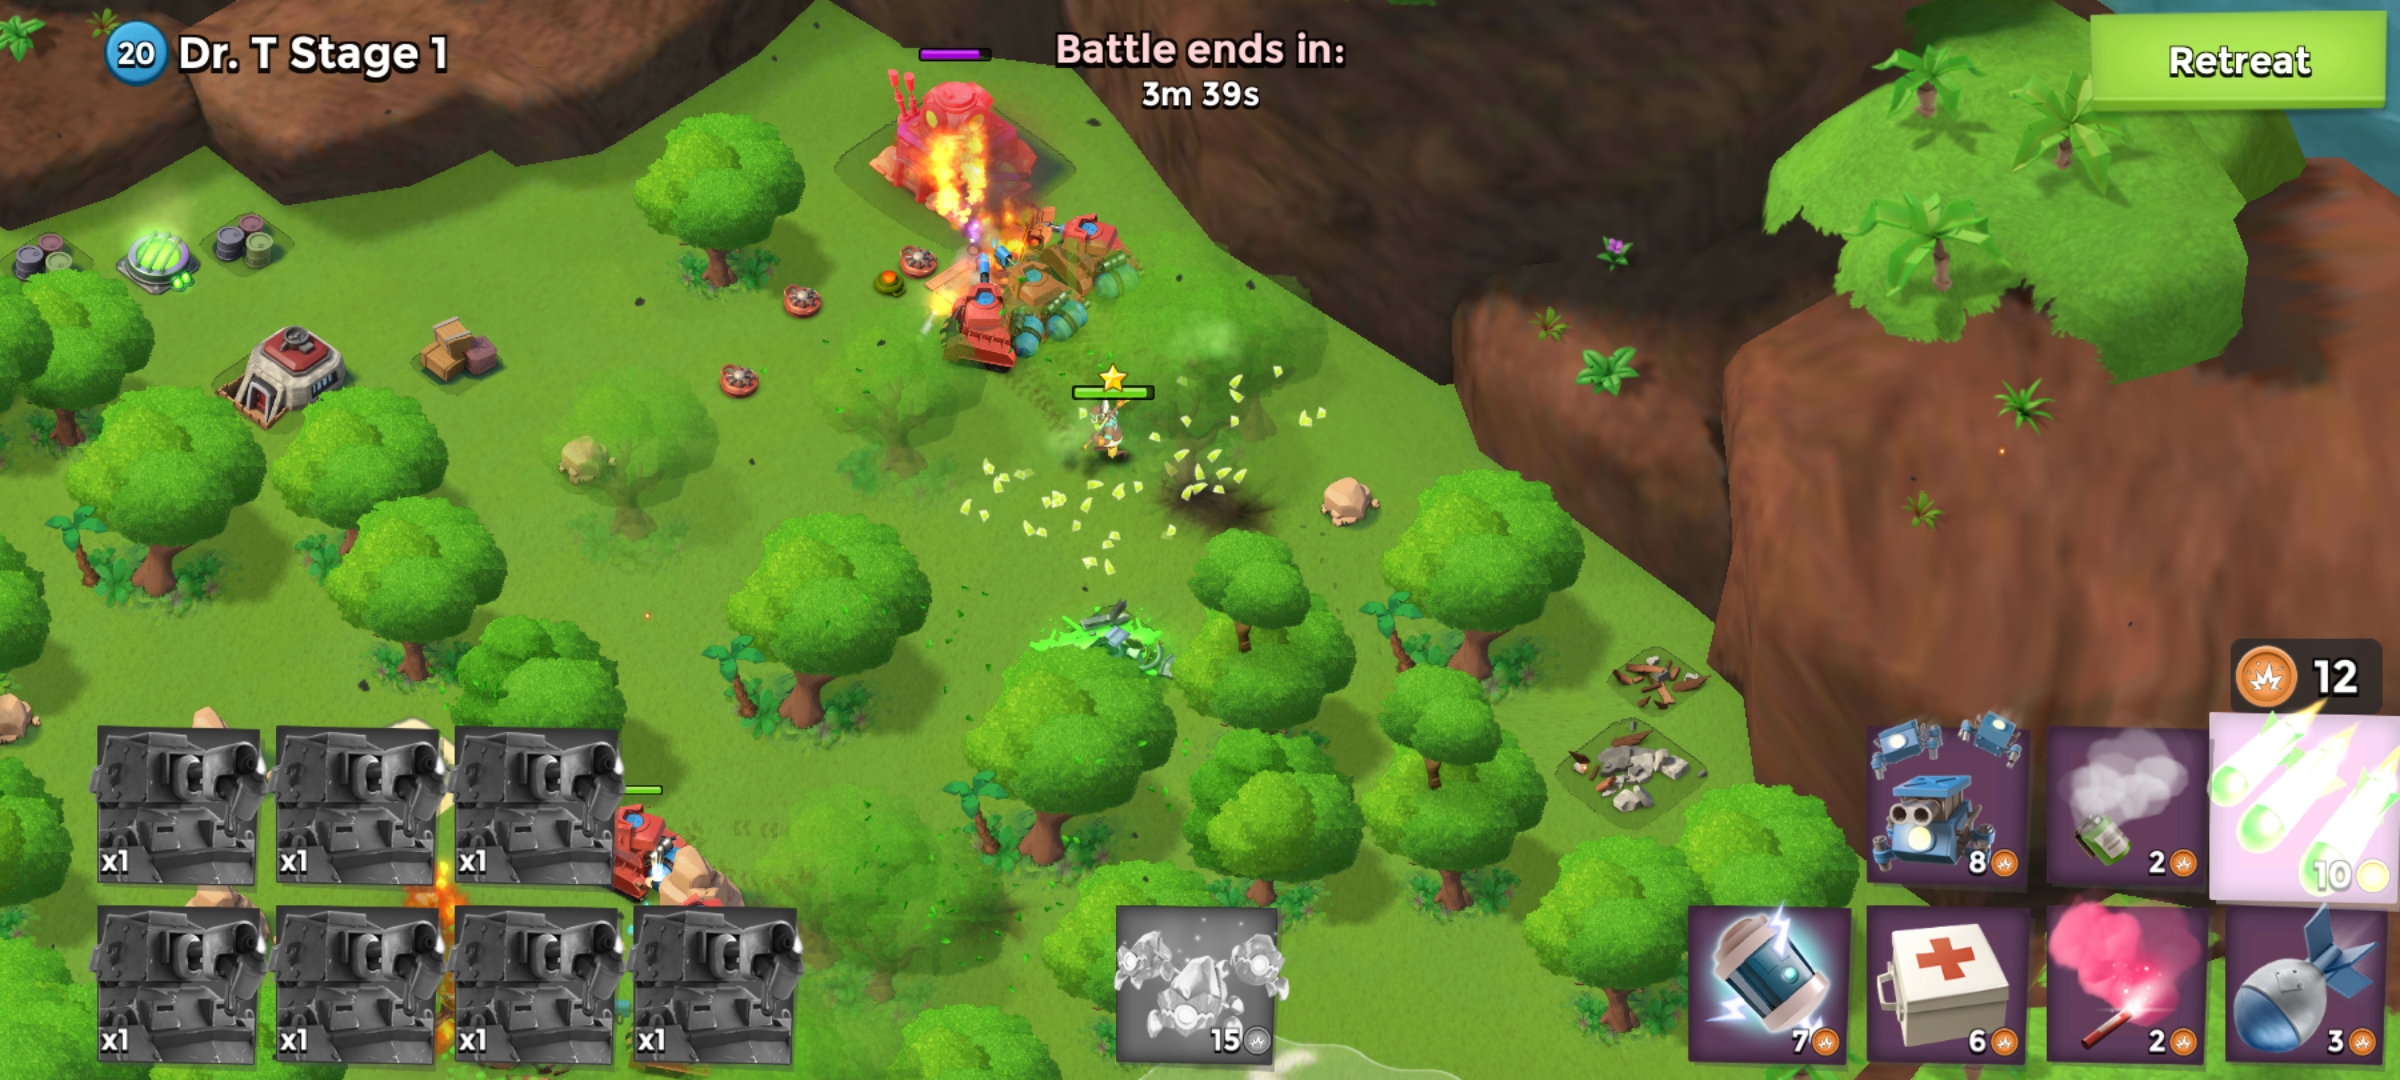 20 Dr. T Stage 1
Battle ends in:
3m 39s
Retreat
12
x1
x1
x1
8
2
10
x1
x1
x1
x1
15
7
6
2
3